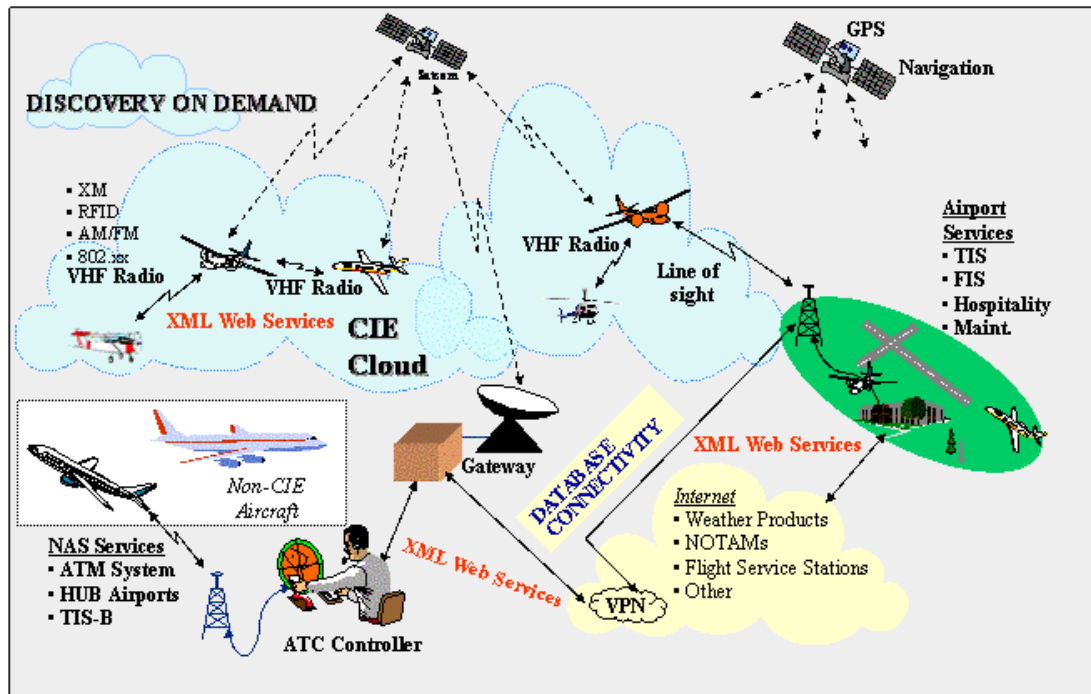 GPS
Navigation
Satcom
DISCOVERY ON DEMAND
▪ XM
▪ RFID
▪ AM/FM
▪ 802.xx
VHF Radio
VHF Radio
XML Web Services
CIE
Cloud
VHF Radio
Line of
sight
Airport
Services
▪ TIS
▪ FIS
▪ Hospitality
▪ Maint.
Non-CIE
Aircraft
Gateway
DATABASE
CONNECTIVITY
XML Web Services
Internet
▪ Weather Products
▪ NOTAMs
▪ Flight Service Stations
▪ Other
VPN
XML Web Services
NAS Services
▪ ATM System
▪ HUB Airports
▪ TIS-B
ATC Controller